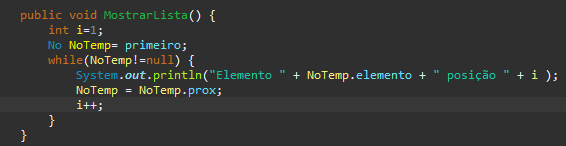 public void MostrarLista() {
int i=1;
No NoTemp= primeiro;
while(NoTemp!=null) {
System.out.println("Elemento " + NoTemp.elemento + " posição " + i );
NoTemp = NoTemp.prox;
i++;
}
}